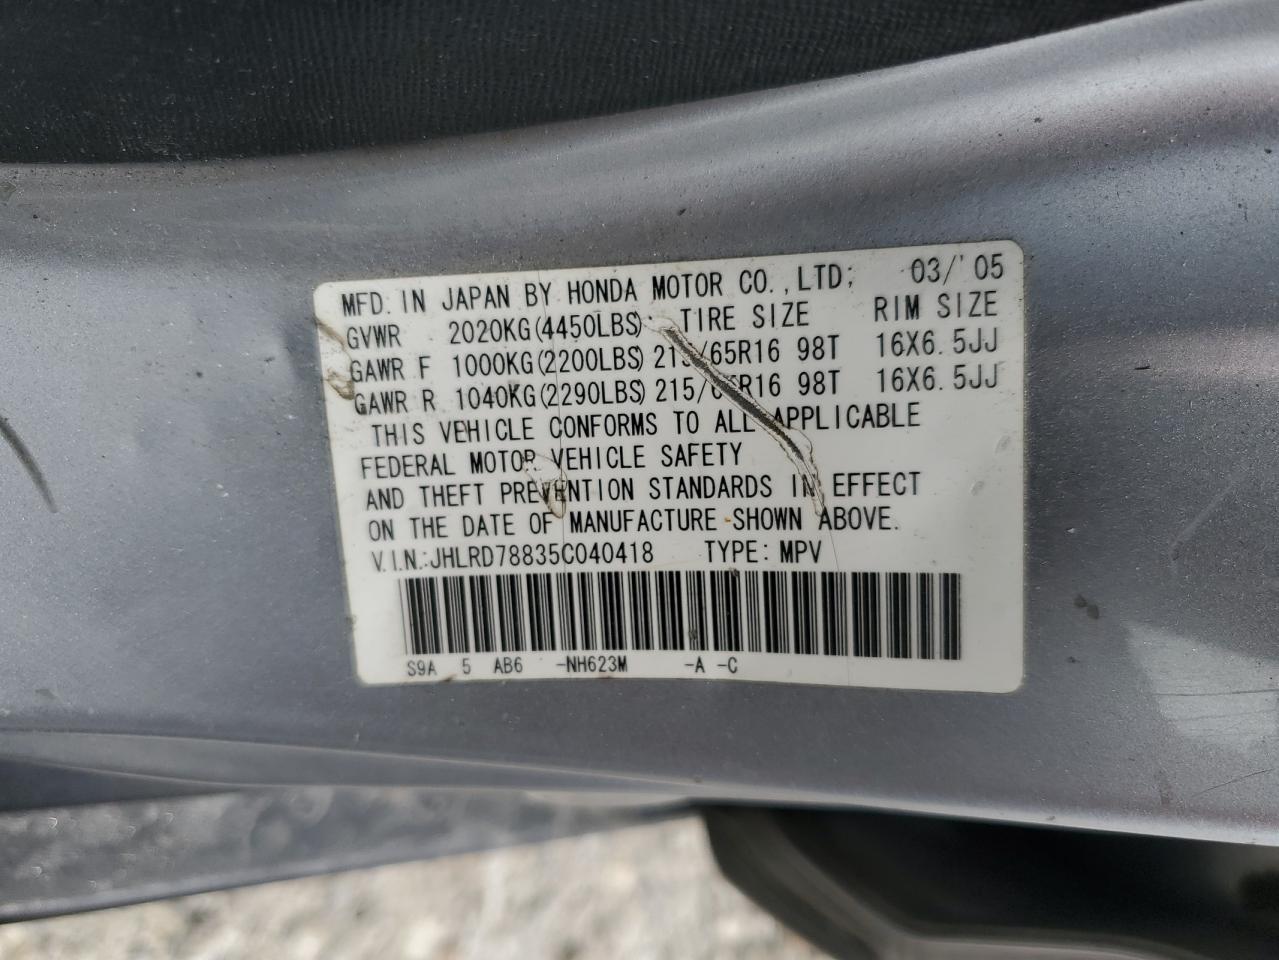 MFD. IN JAPAN BY HONDA MOTOR CO.,LTD; 03/'05
GVWR 2020KG(4450LBS) TIRE SIZE RIM SIZE
GAWR F 1000KG(2200LBS) /65R16 98T 16X6.5JJ
GAWR R 1040KG(2290LBS) 215/ R16 98T 16X6.5JJ
THIS VEHICLE CONFORMS TO ALL APPLICABLE
FEDERAL MOTOR VEHICLE SAFETY
AND THEFT PREVENTION STANDARDS IN EFFECT
ON THE DATE OF MANUFACTURE SHOWN ABOVE.
V.I.N.:JHLRD78835C040418 TYPE:MPV
S9A 5 AB6 -NH623M -A -C